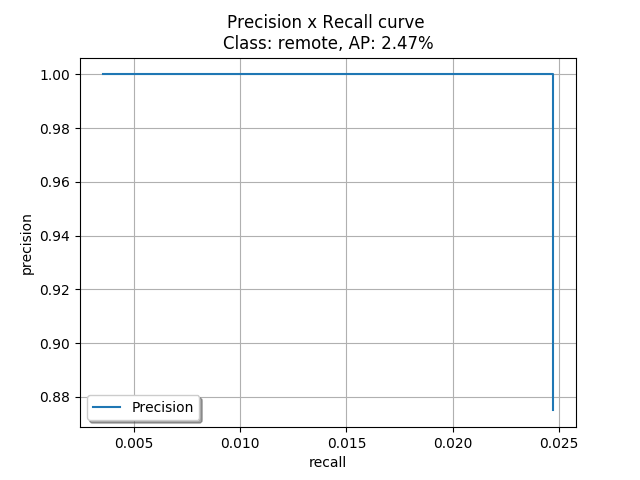 Precision x Recall curve
Class: remote, AP: 2.47%
1.00
0.98
0.96
0.94
0.92
0.90
0.88
precision
Precision
0.005 0.010 0.015 0.020 0.025
recall